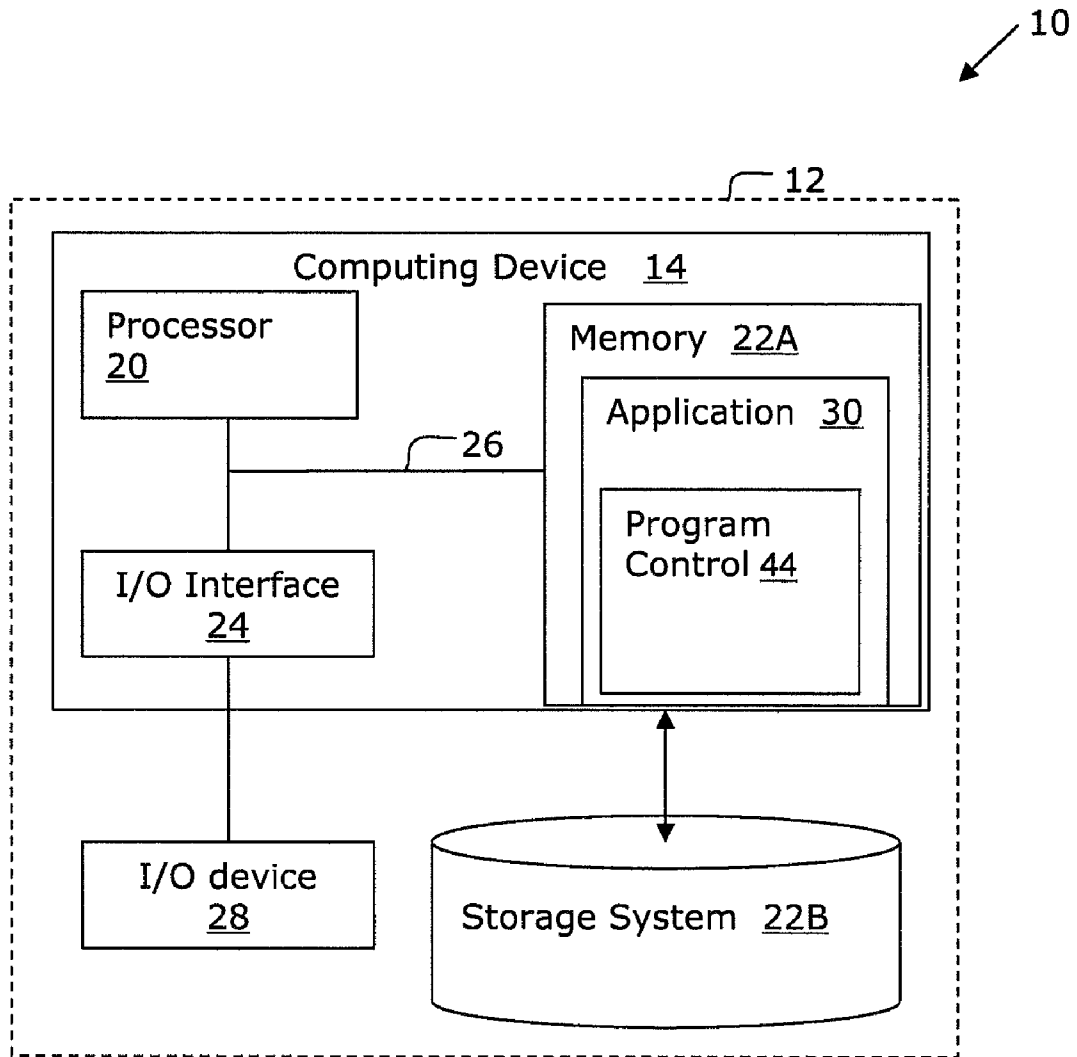 10
12
Computing Device 14
Processor
20
Memory 22A
Application 30
26
Program
Control 44
I/O Interface
24
I/O device
28
Storage System 22B